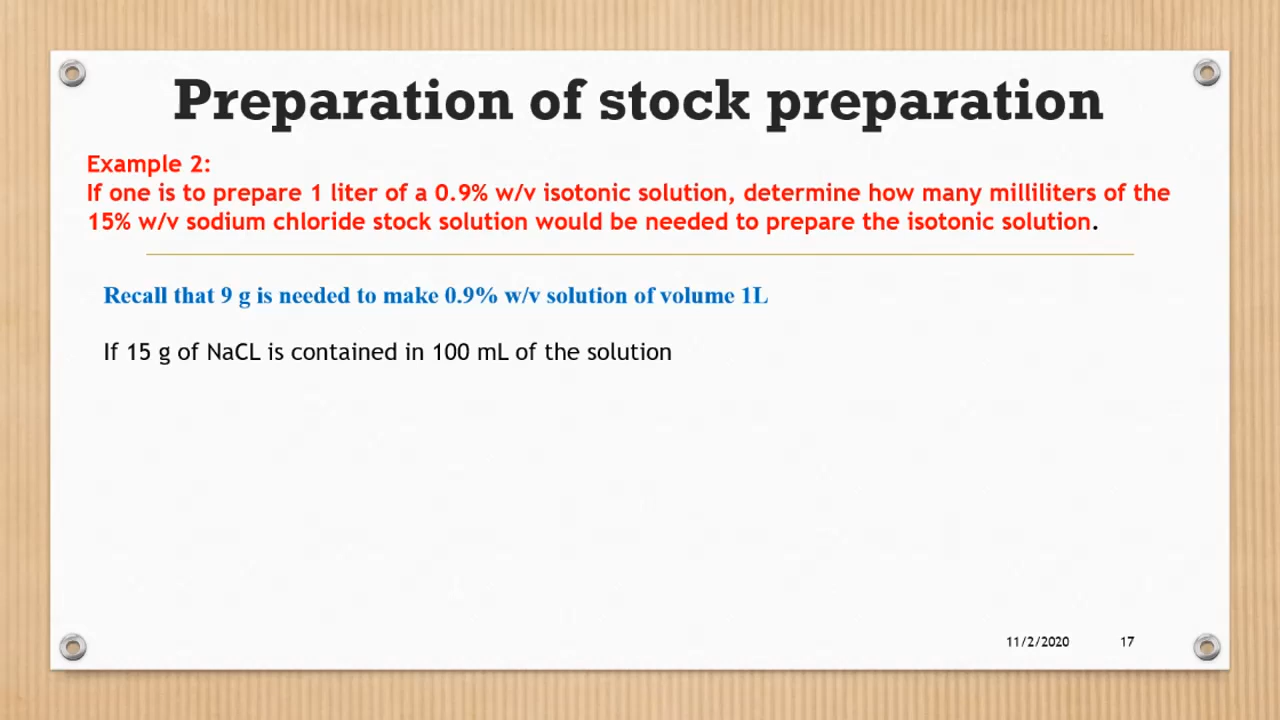 Preparation of stock preparation
Example 2:
If one is to prepare 1 liter of a 0.9% w/v isotonic solution, determine how many milliliters of the
15% w/v sodium chloride stock solution would be needed to prepare the isotonic solution.
Recall that 9 g is needed to make 0.9% w/v solution of volume 1L
If 15 g of NaCL is contained in 100 mL of the solution
11/2/2020 17